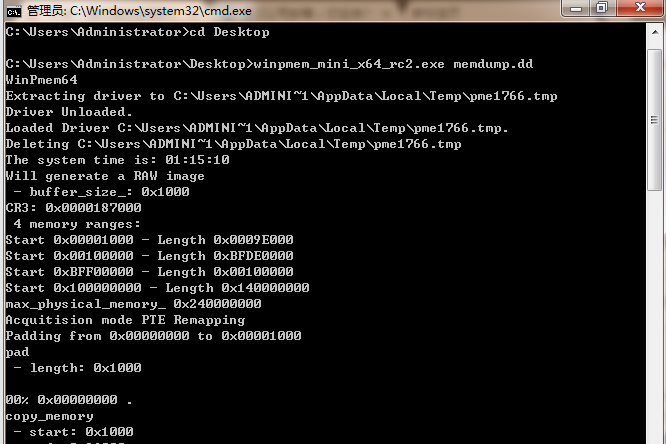 管理员: C:\Windows\system32\cmd.exe
C:\Users\Administrator>cd Desktop
C:\Users\Administrator\Desktop>winpmem_mini_x64_rc2.exe memdump.dd
WinPmem64
Extracting driver to C:\Users\ADMINI~1\AppData\Local\Temp\pme1766.tmp
Driver Unloaded.
Loaded Driver C:\Users\ADMINI~1\AppData\Local\Temp\pme1766.tmp.
Deleting C:\Users\ADMINI~1\AppData\Local\Temp\pme1766.tmp
The system time is: 01:15:10
Will generate a RAW image
 - buffer_size_: 0x1000
CR3: 0x0000187000
 4 memory ranges:
Start 0x00001000 - Length 0x0009E000
Start 0x00100000 - Length 0xBFDE0000
Start 0xBFF00000 - Length 0x00100000
Start 0x100000000 - Length 0x140000000
max_physical_memory_ 0x240000000
Acquitision mode PTE Remapping
Padding from 0x00000000 to 0x00001000
pad
 - length: 0x1000
00% 0x00000000 .
copy_memory
 - start: 0x1000